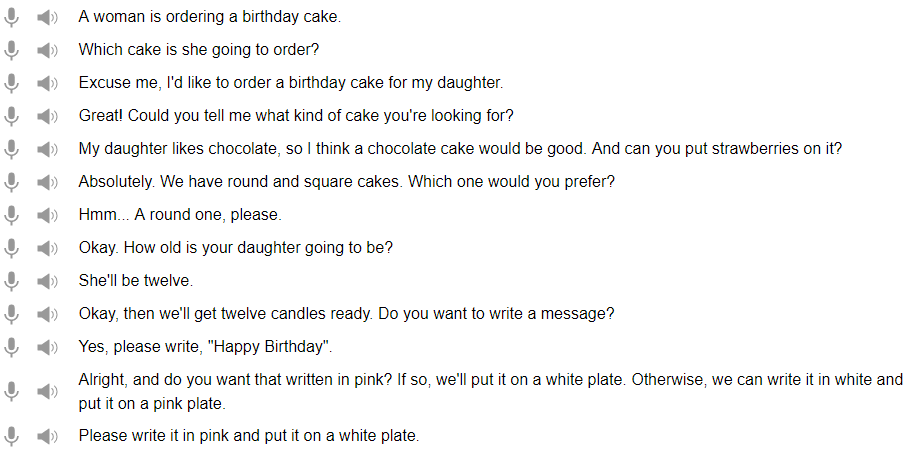 A woman is ordering a birthday cake.
Which cake is she going to order?
Excuse me, I'd like to order a birthday cake for my daughter.
Great! Could you tell me what kind of cake you're looking for?
My daughter likes chocolate, so I think a chocolate cake would be good. And can you put strawberries on it?
Absolutely. We have round and square cakes. Which one would you prefer?
Hmm... A round one, please.
Okay. How old is your daughter going to be?
She'll be twelve.
Okay, then we'll get twelve candles ready. Do you want to write a message?
Yes, please write, "Happy Birthday".
Alright, and do you want that written in pink? If so, we'll put it on a white plate. Otherwise, we can write it in white and
put it on a pink plate.
Please write it in pink and put it on a white plate.